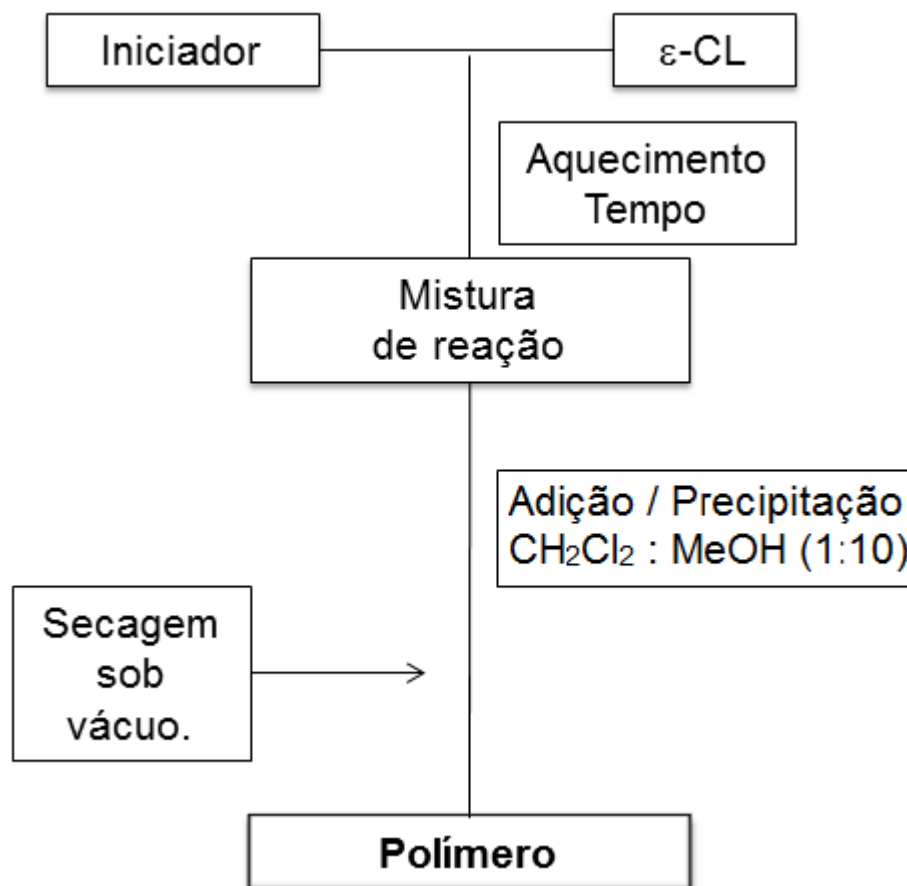 Iniciador
ε-CL
Aquecimento
Tempo
Mistura
de reação
Adição / Precipitação
CH₂Cl₂ : MeOH (1:10)
Secagem
sob
vácuo.
Polímero